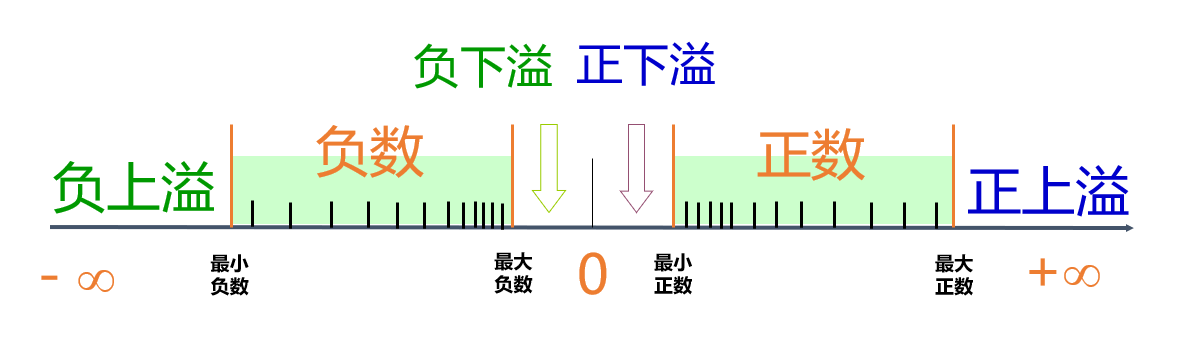 负下溢 正下溢
负数 正数
负上溢 正上溢
- ∞ 最小负数 最大负数 0 最小正数 最大正数 +∞